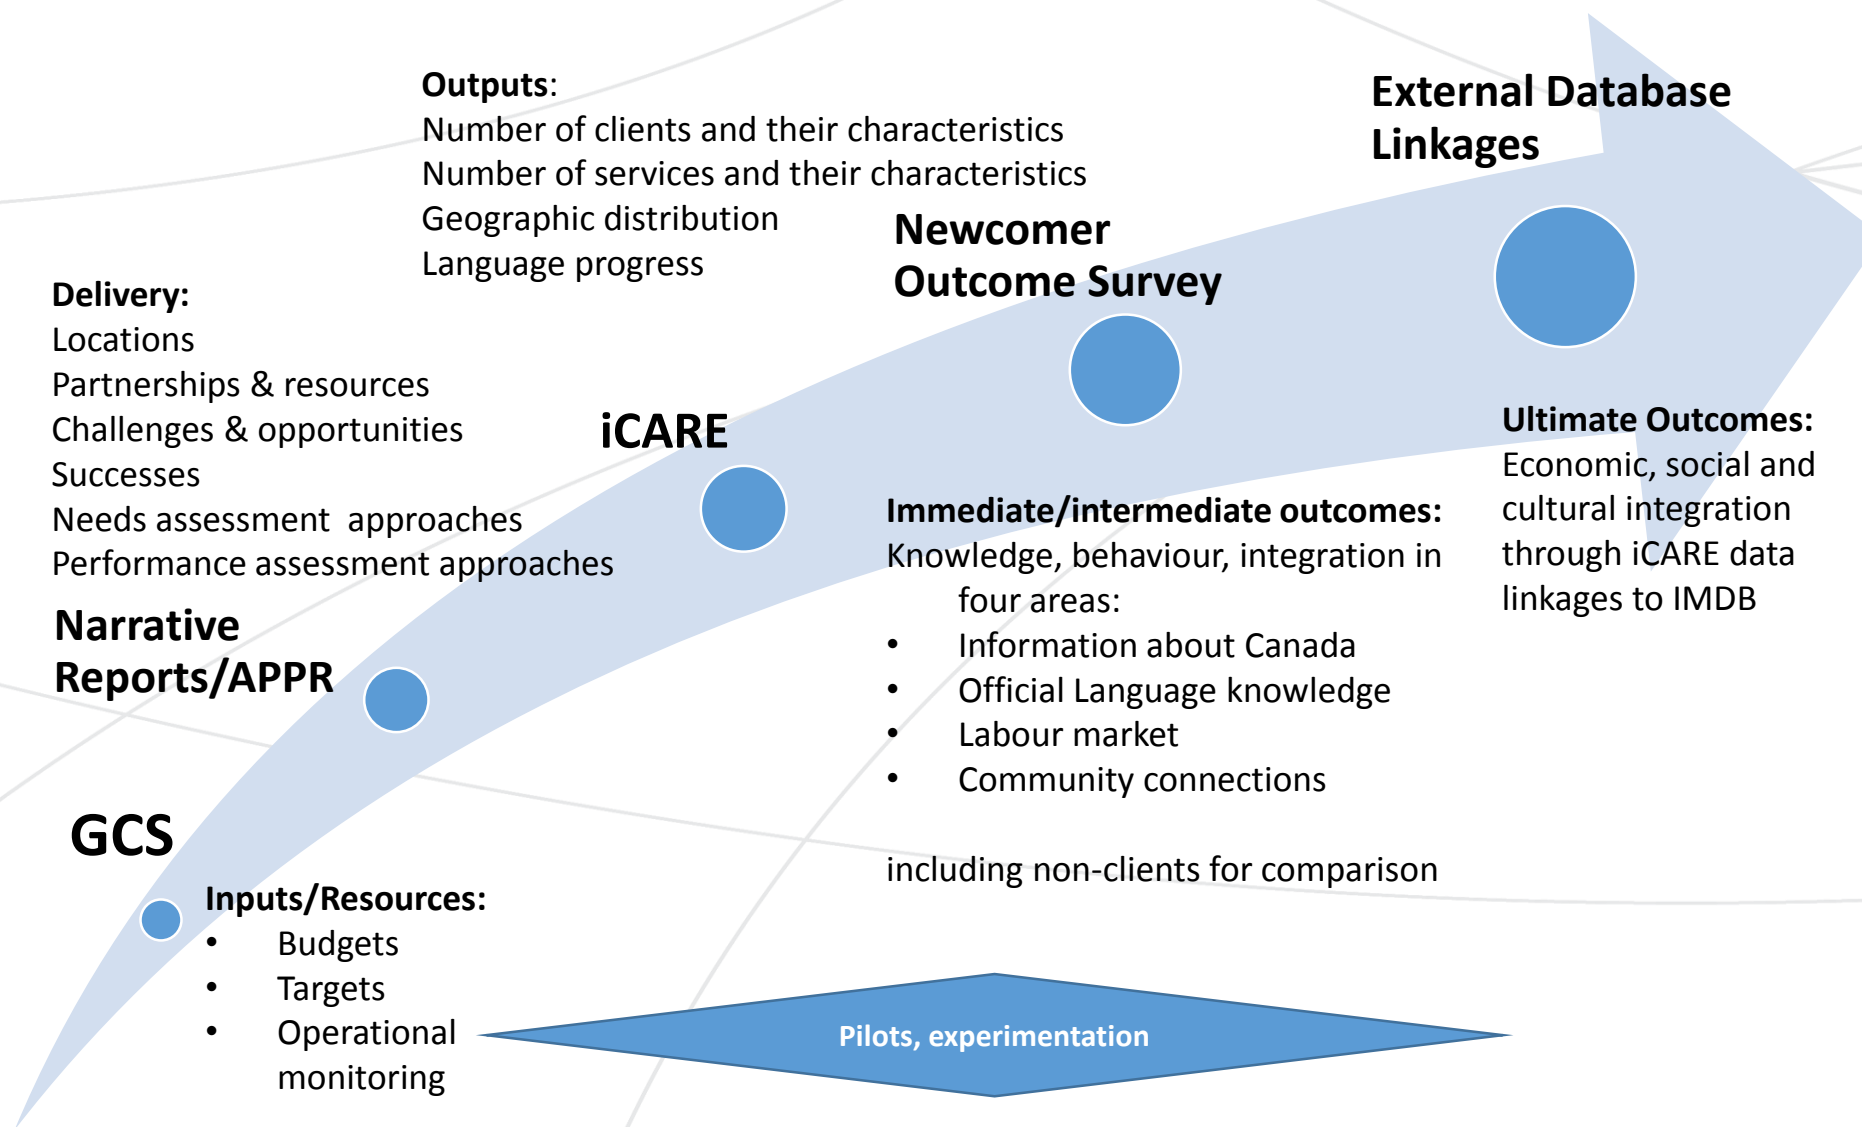 Outputs:
Number of clients and their characteristics
Number of services and their characteristics
Geographic distribution
Language progress
External Database
Linkages
Newcomer
Outcome Survey
Delivery:
Locations
Partnerships & resources
Challenges & opportunities
Successes
Needs assessment  approaches
Performance assessment approaches
iCARE
Narrative
Reports/APPR
Immediate/intermediate outcomes:
Knowledge, behaviour, integration in
four areas:
• Information about Canada
• Official Language knowledge
• Labour market
• Community connections
including non-clients for comparison
Ultimate Outcomes:
Economic, social and
cultural integration
through iCARE data
linkages to IMDB
GCS
Inputs/Resources:
• Budgets
• Targets
• Operational
monitoring
Pilots, experimentation